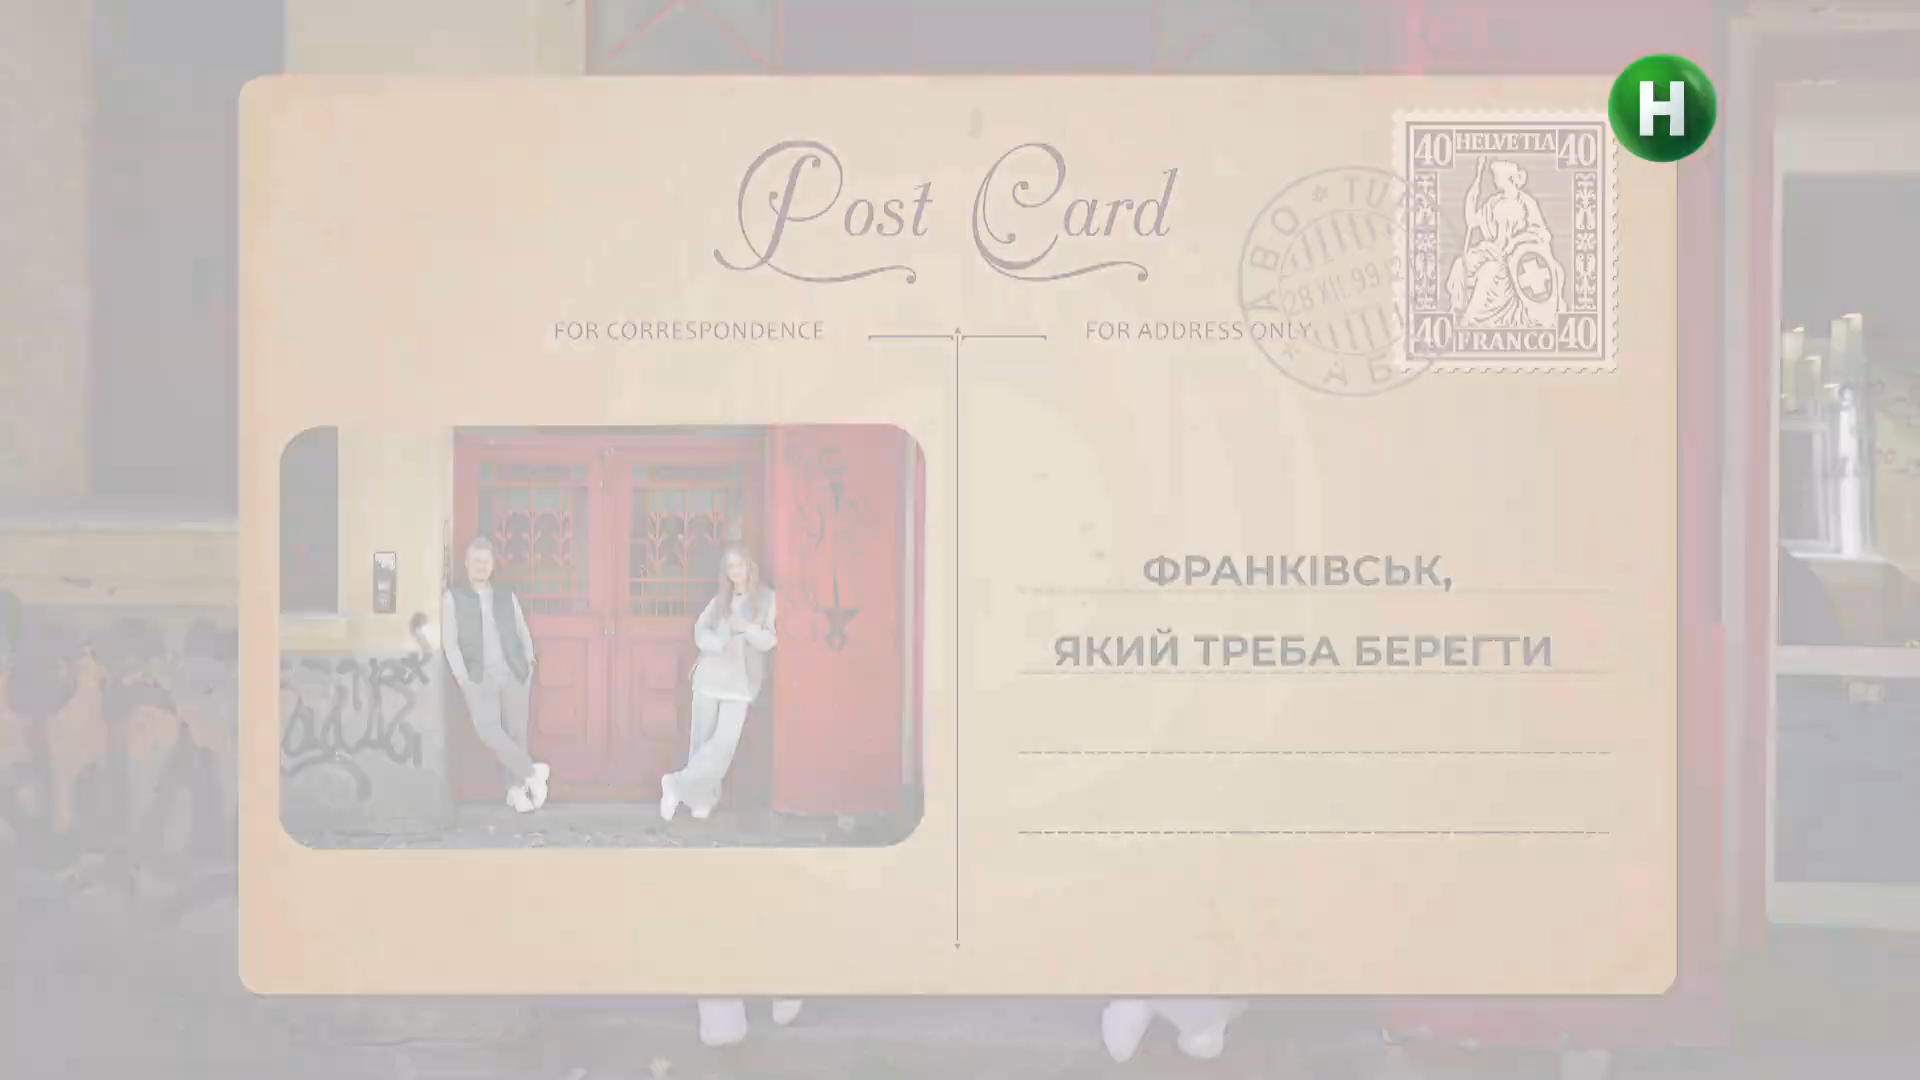 H
Post Card
40 HELVETIA 40
28 XII.99
FOR CORRESPONDENCE
FOR ADDRESS ONLY
40 FRANCO 40
ФРАНКІВСЬК,
ЯКИЙ ТРЕБА БЕРЕГТИ